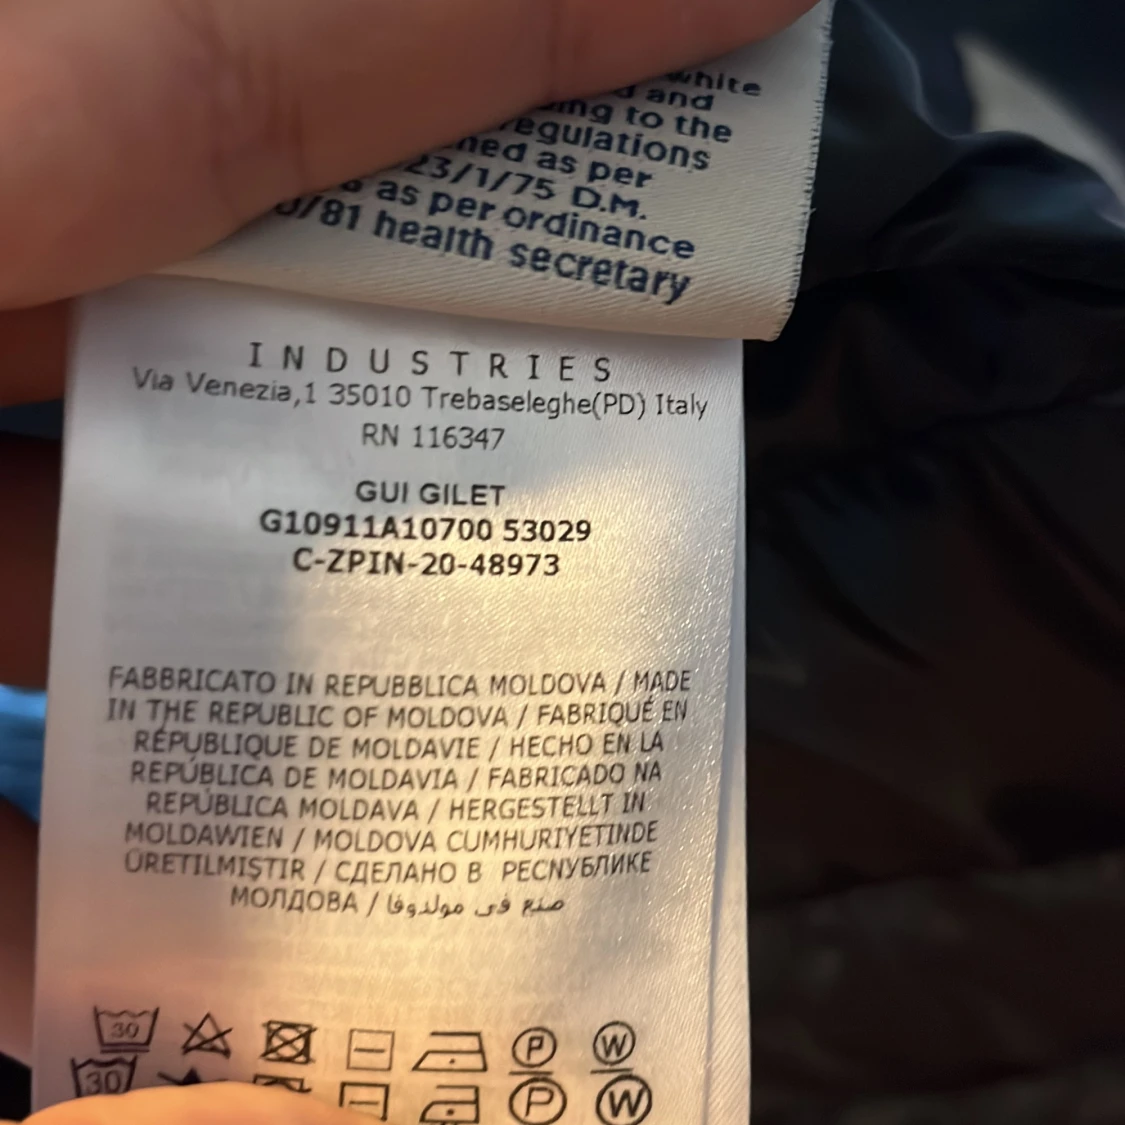 white
and
to the
regulations
as per
23/1/75 D.M.
as per ordinance
/81 health secretary
INDUSTRIES
Via Venezia,1 35010 Trebaseleghe(PD) Italy
RN 116347
GUI GILET
G10911A10700 53029
C-ZPIN-20-48973
FABBRICATO IN REPUBBLICA MOLDOVA / MADE
IN THE REPUBLIC OF MOLDOVA / FABRIQUÉ EN
RÉPUBLIQUE DE MOLDAVIE / HECHO EN LA
REPÚBLICA DE MOLDAVIA / FABRICADO NA
REPÚBLICA MOLDAVA / HERGESTELLT IN
MOLDAWIEN / MOLDOVA CUMHURIYETINDE
ÜRETILMIŞTIR / СДЕЛАНО В РЕСПУБЛИКЕ
МОЛДОВА / صنع في مولدوفا
30 P W
30 P W